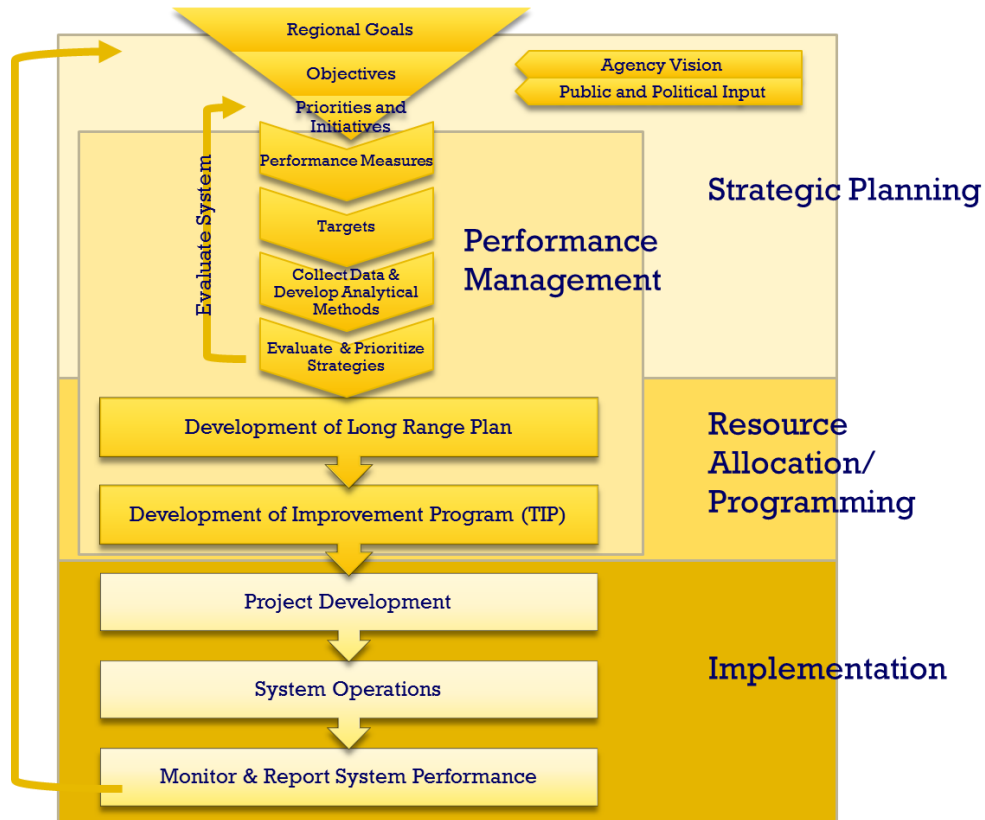 Regional Goals
Objectives
Priorities and
Initiatives
Agency Vision
Public and Political Input
Evaluate System
Performance Measures
Targets
Collect Data &
Develop Analytical
Methods
Evaluate & Prioritize
Strategies
Strategic Planning
Performance
Management
Development of Long Range Plan
Development of Improvement Program (TIP)
Resource
Allocation/
Programming
Project Development
System Operations
Monitor & Report System Performance
Implementation